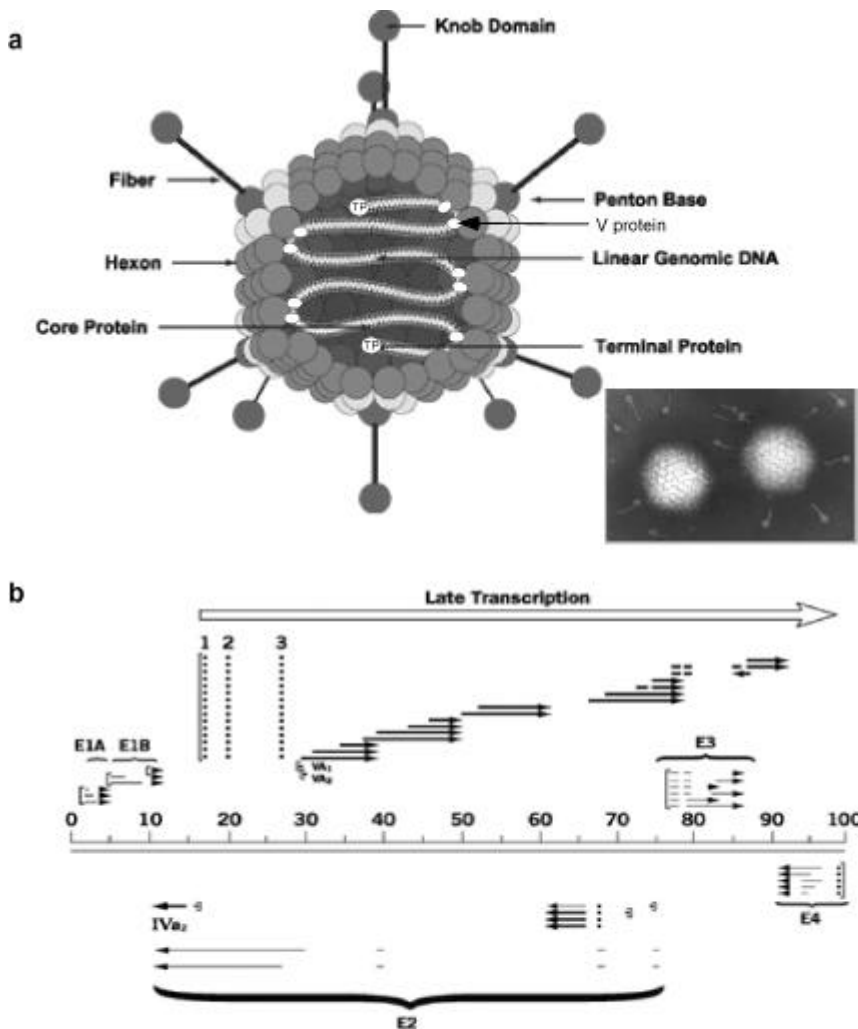 a
Knob Domain
Fiber
Penton Base
TP
V protein
Hexon
Linear Genomic DNA
Core Protein
TP
Terminal Protein
b
Late Transcription
1 2 3
E1A E1B
VA₁
VA₂
E3
0 10 20 30 40 50 60 70 80 90 100
IVa₂
E4
E2